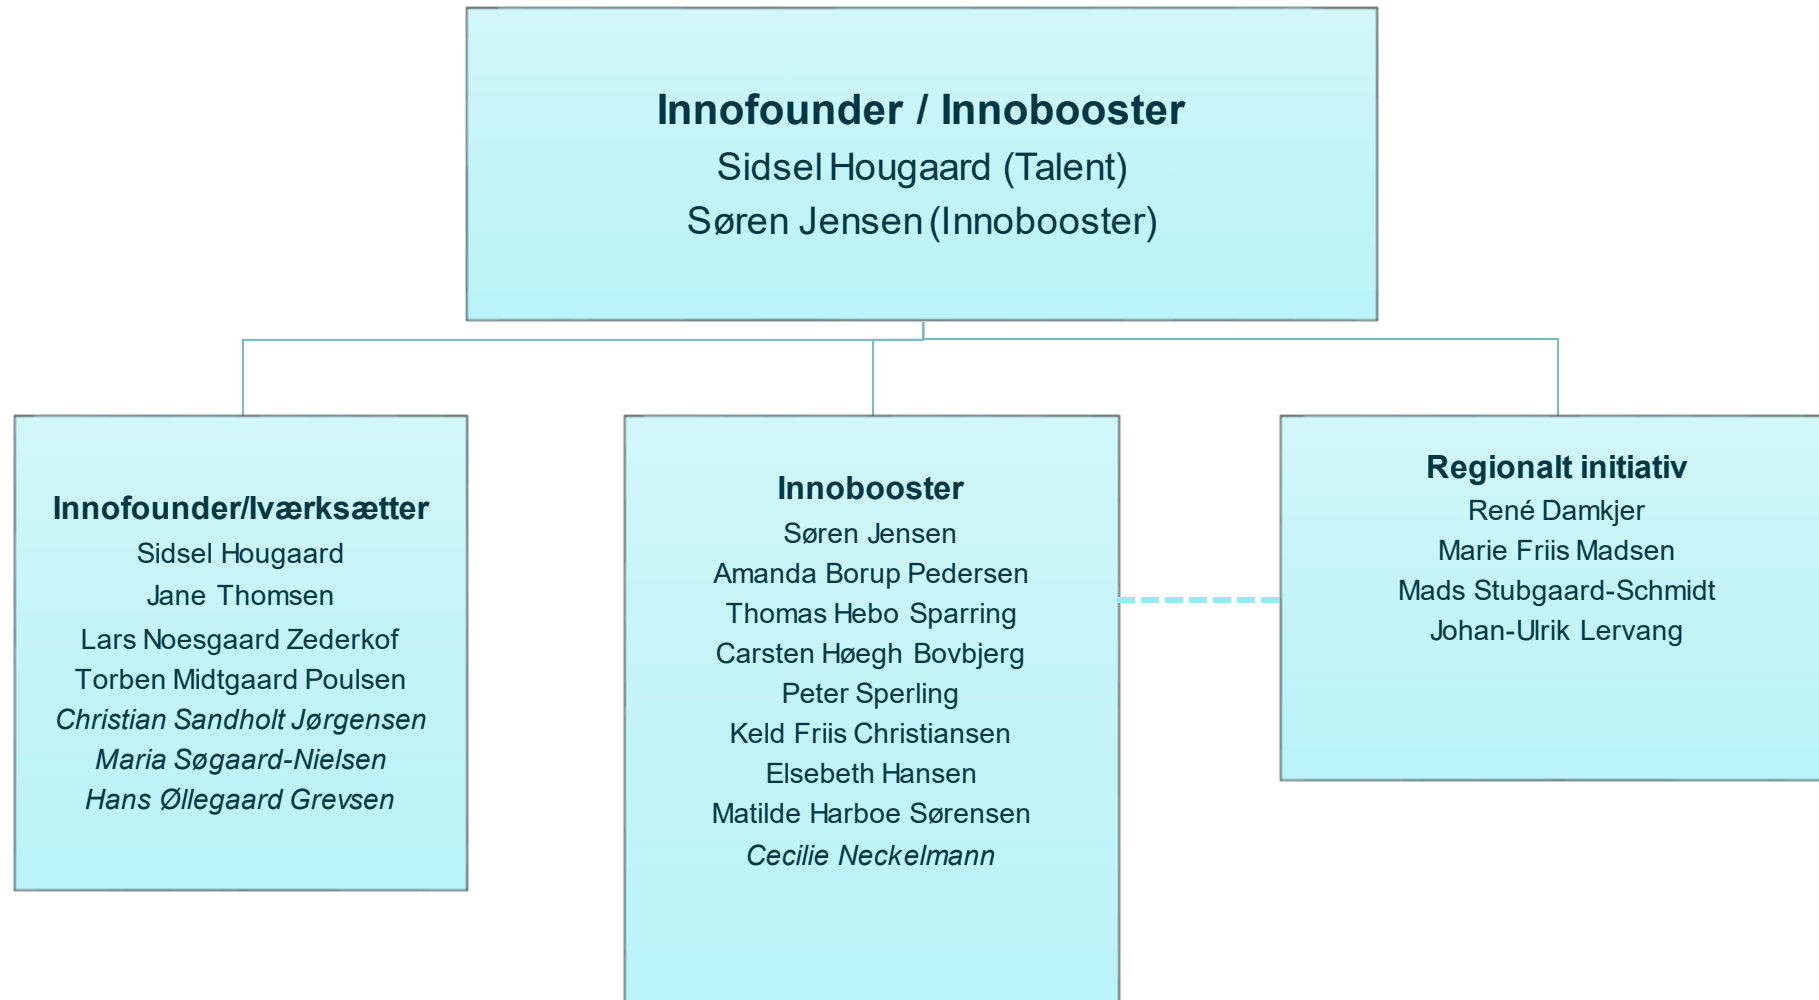 Innofounder / Innobooster
Sidsel Hougaard (Talent)
Søren Jensen (Innobooster)
Innofounder/Iværksætter
Sidsel Hougaard
Jane Thomsen
Lars Noesgaard Zederkof
Torben Midtgaard Poulsen
Christian Sandholt Jørgensen
Maria Søgaard-Nielsen
Hans Øllegaard Grevsen
Innobooster
Søren Jensen
Amanda Borup Pedersen
Thomas Hebo Sparring
Carsten Høegh Bovbjerg
Peter Sperling
Keld Friis Christiansen
Elsebeth Hansen
Matilde Harboe Sørensen
Cecilie Neckelmann
Regionalt initiativ
René Damkjer
Marie Friis Madsen
Mads Stubgaard-Schmidt
Johan-Ulrik Lervang